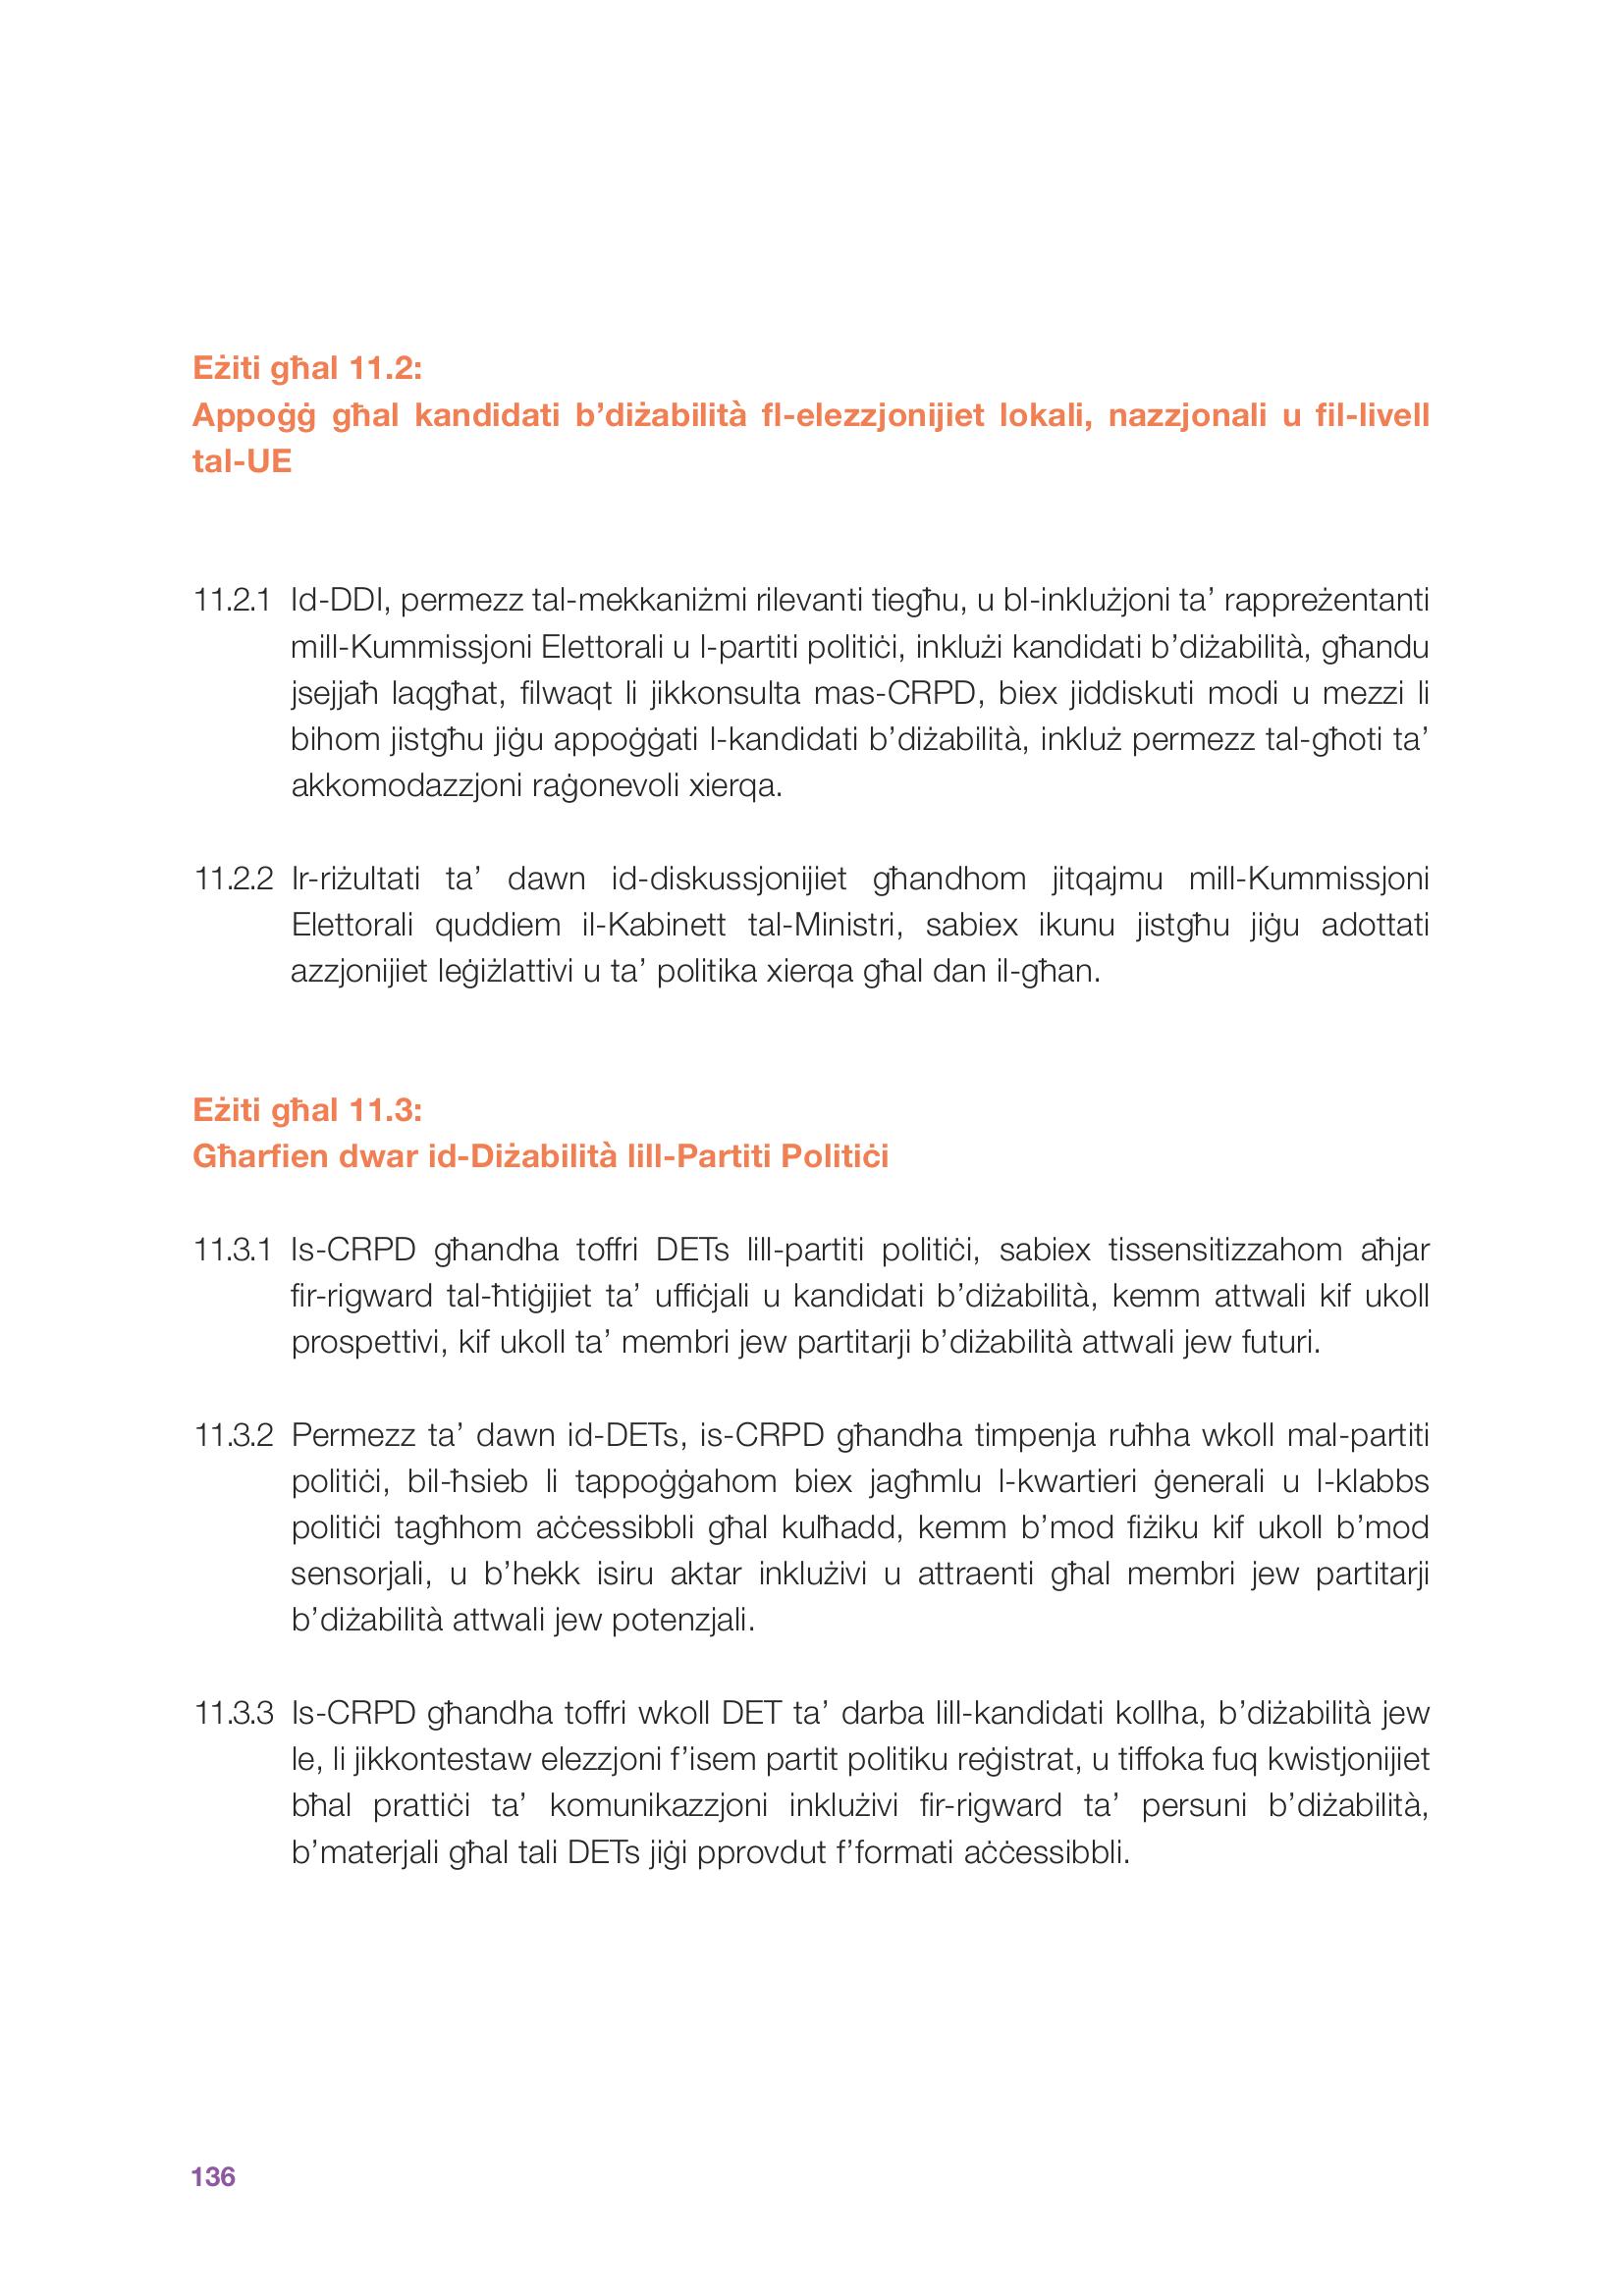 Eżiti għal 11.2:
Appoġġ għal kandidati b’diżabilità fl-elezzjonijiet lokali, nazzjonali u fil-livell
tal-UE
11.2.1 Id-DDI, permezz tal-mekkaniżmi rilevanti tiegħu, u bl-inklużjoni ta’ rappreżentanti
mill-Kummissjoni Elettorali u l-partiti politiċi, inklużi kandidati b’diżabilità, għandu
jsejjaħ laqgħat, filwaqt li jikkonsulta mas-CRPD, biex jiddiskuti modi u mezzi li
bihom jistgħu jiġu appoġġati l-kandidati b’diżabilità, inkluż permezz tal-għoti ta’
akkomodazzjoni raġonevoli xierqa.
11.2.2 Ir-riżultati ta’ dawn id-diskussjonijiet għandhom jitqajmu mill-Kummissjoni
Elettorali quddiem il-Kabinett tal-Ministri, sabiex ikunu jistgħu jiġu adottati
azzjonijiet leġiżlattivi u ta’ politika xierqa għal dan il-għan.
Eżiti għal 11.3:
Għarfien dwar id-Diżabilità lill-Partiti Politiċi
11.3.1 Is-CRPD għandha toffri DETs lill-partiti politiċi, sabiex tissensitizzahom aħjar
fir-rigward tal-ħtiġijiet ta’ uffiċjali u kandidati b’diżabilità, kemm attwali kif ukoll
prospettivi, kif ukoll ta’ membri jew partitarji b’diżabilità attwali jew futuri.
11.3.2 Permezz ta’ dawn id-DETs, is-CRPD għandha timpenja ruħha wkoll mal-partiti
politiċi, bil-ħsieb li tappoġġahom biex jagħmlu l-kwartieri ġenerali u l-klabbs
politiċi tagħhom aċċessibbli għal kulħadd, kemm b’mod fiżiku kif ukoll b’mod
sensorjali, u b’hekk isiru aktar inklużivi u attraenti għal membri jew partitarji
b’diżabilità attwali jew potenzjali.
11.3.3 Is-CRPD għandha toffri wkoll DET ta’ darba lill-kandidati kollha, b’diżabilità jew
le, li jikkontestaw elezzjoni f’isem partit politiku reġistrat, u tiffoka fuq kwistjonijiet
bħal prattiċi ta’ komunikazzjoni inklużivi fir-rigward ta’ persuni b’diżabilità,
b’materjali għal tali DETs jiġi pprovdut f’formati aċċessibbli.
136